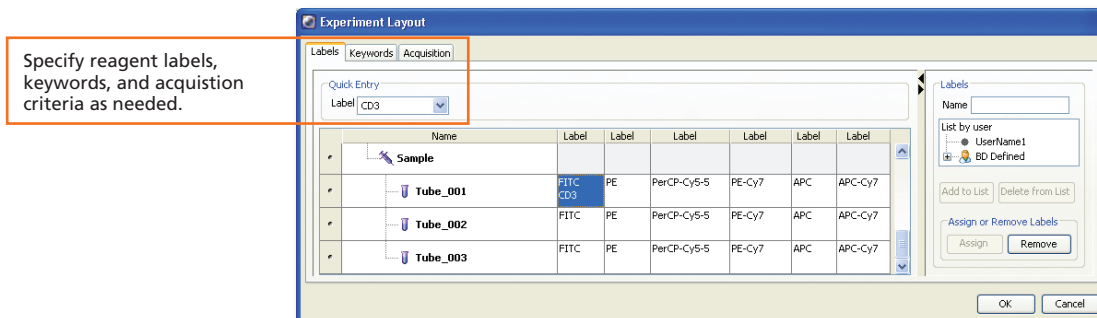 Experiment Layout
Specify reagent labels,
keywords, and acquistion
criteria as needed.
Labels Keywords Acquisition
Quick Entry
Label CD3
Name Label Label Label Label Label Label
Sample
Tube_001 FITC PE PerCP-Cy5-5 PE-Cy7 APC APC-Cy7
CD3
Tube_002 FITC PE PerCP-Cy5-5 PE-Cy7 APC APC-Cy7
Tube_003 FITC PE PerCP-Cy5-5 PE-Cy7 APC APC-Cy7
Labels
Name
List by user
UserName1
BD Defined
Add to List Delete from List
Assign or Remove Labels
Assign Remove
OK Cancel